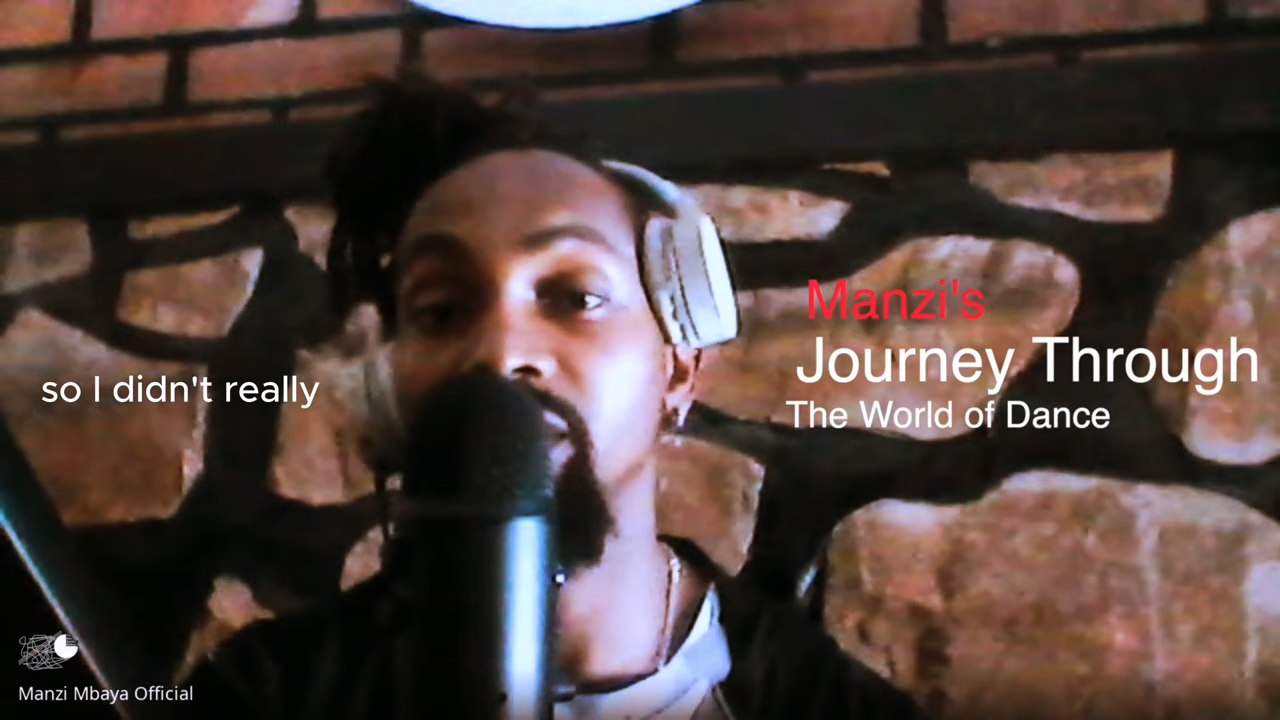 so I didn't really
Manzi's
Journey Through
The World of Dance
Manzi Mbaya Official